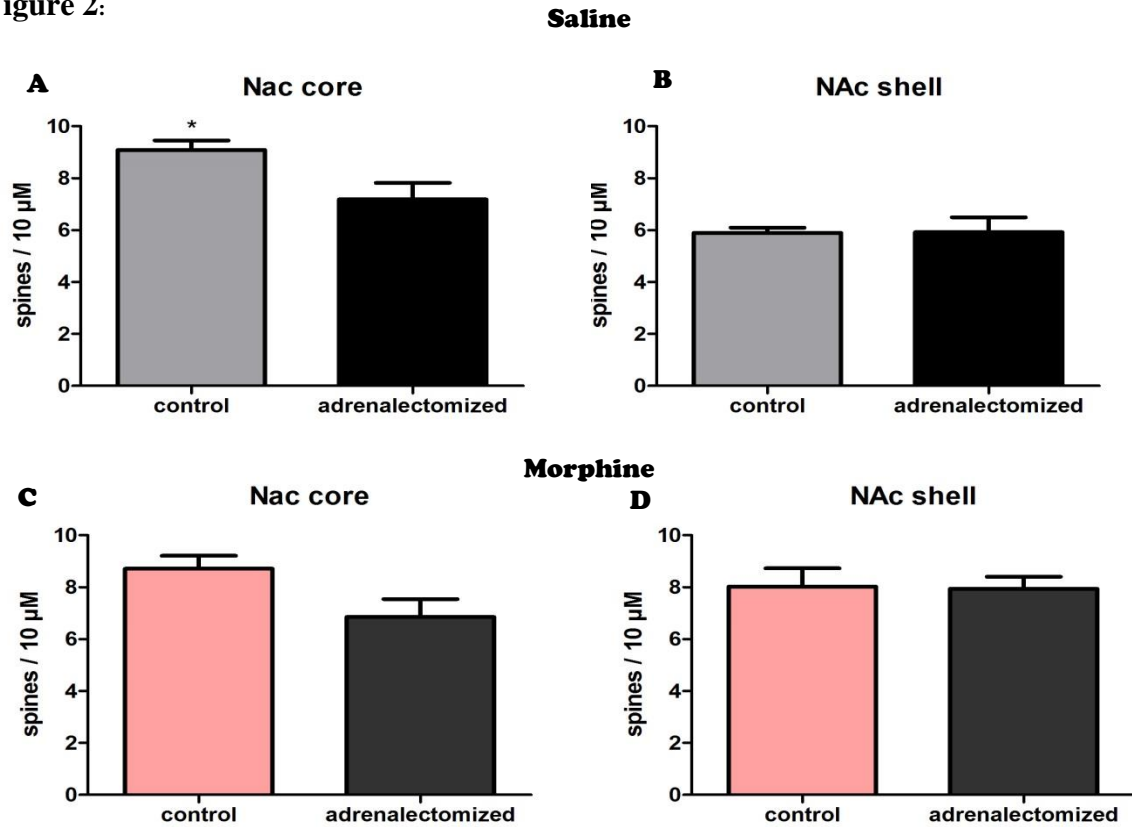 igure 2:
Saline
A
Nac core
*
10
8
6
4
2
0
spines / 10 µM
control adrenalectomized
B
NAc shell
10
8
6
4
2
0
spines / 10 µM
control adrenalectomized
Morphine
C
Nac core
10
8
6
4
2
0
spines / 10 µM
control adrenalectomized
D
NAc shell
10
8
6
4
2
0
spines / 10 µM
control adrenalectomized